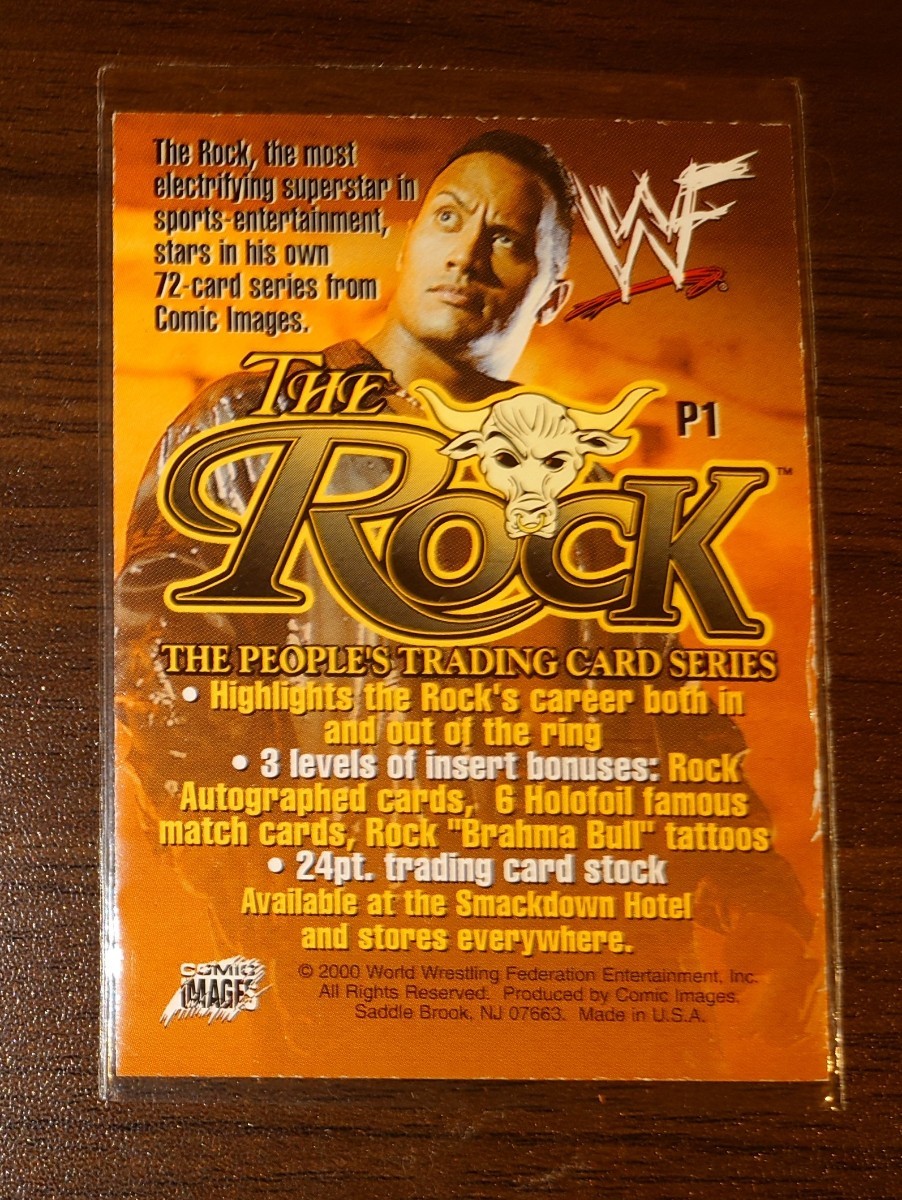 The Rock, the most
electrifying superstar in
sports-entertainment,
stars in his own
72-card series from
Comic Images.
WF
®
THE
P1
ROCK™
THE PEOPLE'S TRADING CARD SERIES
• Highlights the Rock's career both in
and out of the ring
• 3 levels of insert bonuses: Rock
Autographed cards, 6 Holofoil famous
match cards, Rock "Brahma Bull" tattoos
• 24pt. trading card stock
Available at the Smackdown Hotel
and stores everywhere.
COMIC
IMAGES
© 2000 World Wrestling Federation Entertainment, Inc.
All Rights Reserved. Produced by Comic Images,
Saddle Brook, NJ 07663. Made in U.S.A.